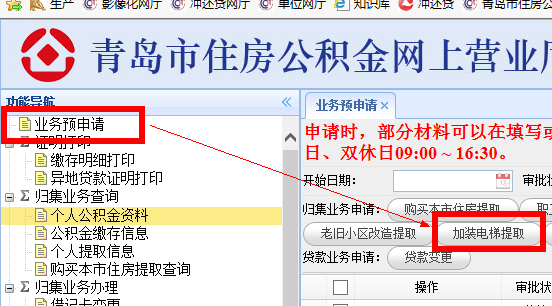 生产 影像化网厅 冲还贷网厅 单位网厅 知识库 冲还贷
青岛市住房公积金网上营业
功能导航
业务预申请
证明打印
缴存明细打印
异地贷款证明打印
归集业务查询
个人公积金资料
公积金缴存信息
个人提取信息
购买本市住房提取查询
归集业务办理
借记卡变更
业务预申请
申请时，部分材料可以在填写或
日、双休日09:00 ~ 16:30。
开始日期： 审批状
归集业务申请： 购买本市住房提取 职
老旧小区改造提取 加装电梯提取
贷款业务申请： 贷款变更
操作 审批状